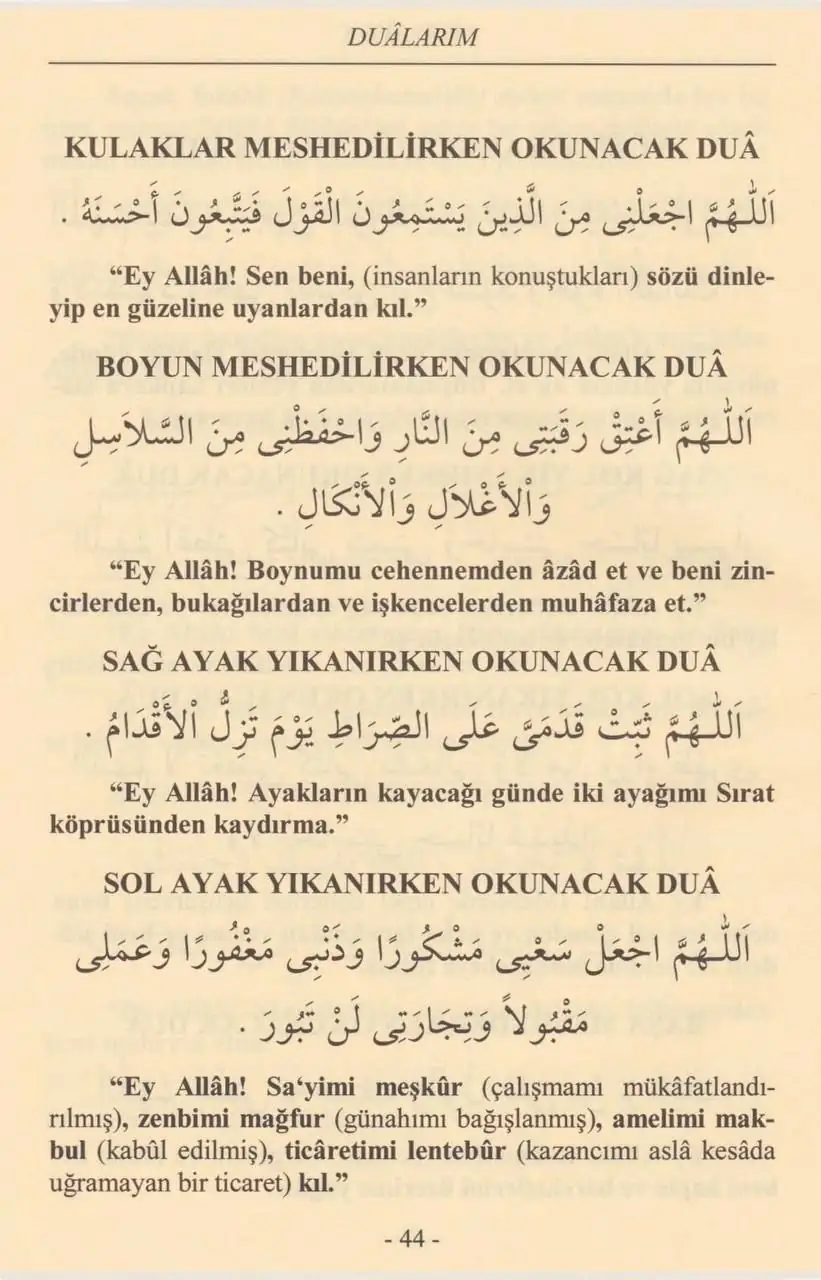 DUÂLARIM
KULAKLAR MESHEDİLİRKEN OKUNACAK DUÂ
اَللّٰهُمَّ اجْعَلْنِى مِنَ الَّذِينَ يَسْتَمِعُونَ الْقَوْلَ فَيَتَّبِعُونَ أَحْسَنَهُ .
“Ey Allâh! Sen beni, (insanların konuştukları) sözü dinle-
yip en güzeline uyanlardan kıl.”
BOYUN MESHEDİLİRKEN OKUNACAK DUÂ
اَللّٰهُمَّ أَعْتِقْ رَقَبَتِى مِنَ النَّارِ وَاحْفَظْنِى مِنَ السَّلَاسِلِ
وَاْلأَغْلَالِ وَاْلأَنْكَالِ .
“Ey Allâh! Boynumu cehennemden âzâd et ve beni zin-
cirlerden, bukağılardan ve işkencelerden muhâfaza et.”
SAĞ AYAK YIKANIRKEN OKUNACAK DUÂ
اَللّٰهُمَّ ثَبِّتْ قَدَمَىَّ عَلَى الصِّرَاطِ يَوْمَ تَزِلُّ اْلأَقْدَامُ .
“Ey Allâh! Ayakların kayacağı günde iki ayağımı Sırat
köprüsünden kaydırma.”
SOL AYAK YIKANIRKEN OKUNACAK DUÂ
اَللّٰهُمَّ اجْعَلْ سَعْيِى مَشْكُورًا وَذَنْبِى مَغْفُورًا وَعَمَلِى
مَقْبُولاً وَتِجَارَتِى لَنْ تَبُورَ .
“Ey Allâh! Sa‘yimi meşkûr (çalışmamı mükâfatlandı-
rılmış), zenbimi mağfur (günahımı bağışlanmış), amelimi mak-
bul (kabûl edilmiş), ticâretimi lentebûr (kazancımı aslâ kesâda
uğramayan bir ticaret) kıl.”
- 44 -